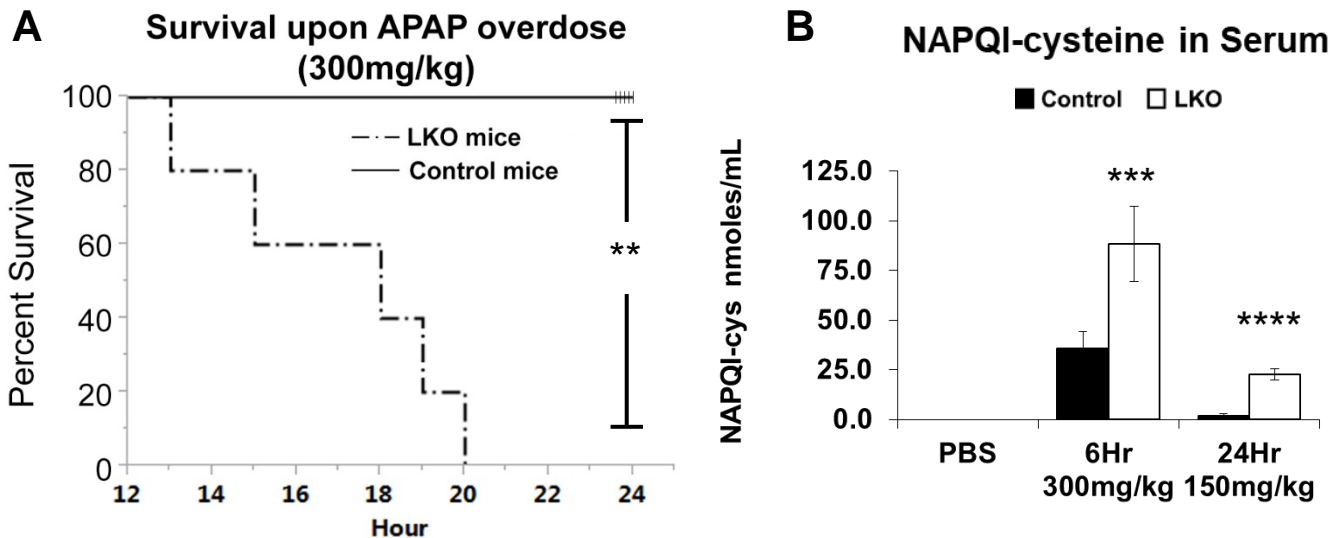 A
Survival upon APAP overdose
(300mg/kg)
Percent Survival
100
80
60
40
20
0
LKO mice
Control mice
**
12 14 16 18 20 22 24
Hour
B
NAPQI-cysteine in Serum
Control LKO
NAPQI-cys nmoles/mL
125.0
100.0
75.0
50.0
25.0
0.0
***
****
PBS 6Hr 24Hr
300mg/kg 150mg/kg